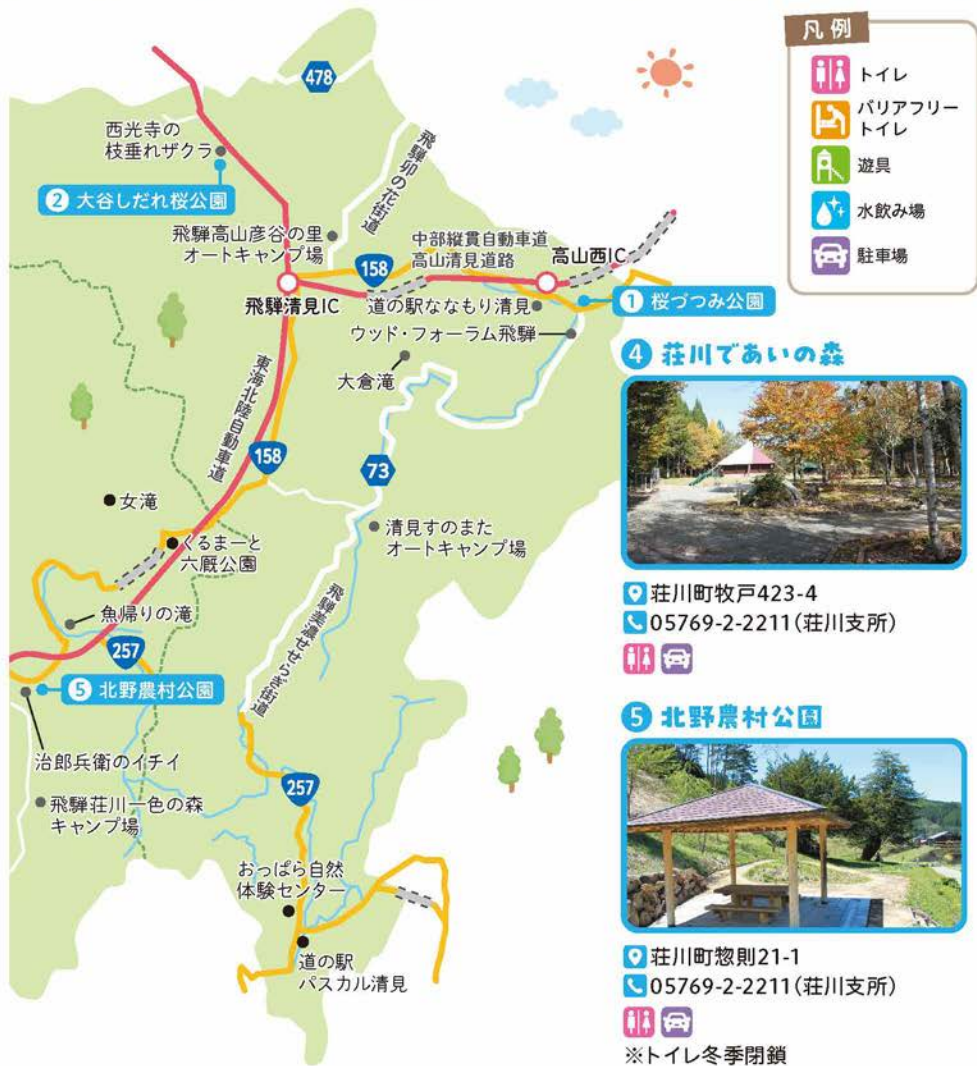 凡例
トイレ
バリアフリー
トイレ
遊具
水飲み場
駐車場
478
西光寺の
枝垂れザクラ
2 大谷しだれ桜公園
飛騨卯の花街道
飛騨高山彦谷の里
オートキャンプ場
158
中部縦貫自動車道
高山清見道路
高山西IC
飛騨清見IC
道の駅ななもり清見
1 桜づつみ公園
ウッド・フォーラム飛騨
大倉滝
東海北陸自動車道
158
73
女滝
清見すのまた
オートキャンプ場
くるまーと
六厩公園
魚帰りの滝
257
飛騨美濃せせらぎ街道
5 北野農村公園
治郎兵衛のイチイ
飛騨荘川一色の森
キャンプ場
257
おっぱら自然
体験センター
道の駅
パスカル清見
4 荘川であいの森
荘川町牧戸423-4
05769-2-2211(荘川支所)
5 北野農村公園
荘川町惣則21-1
05769-2-2211(荘川支所)
※トイレ冬季閉鎖